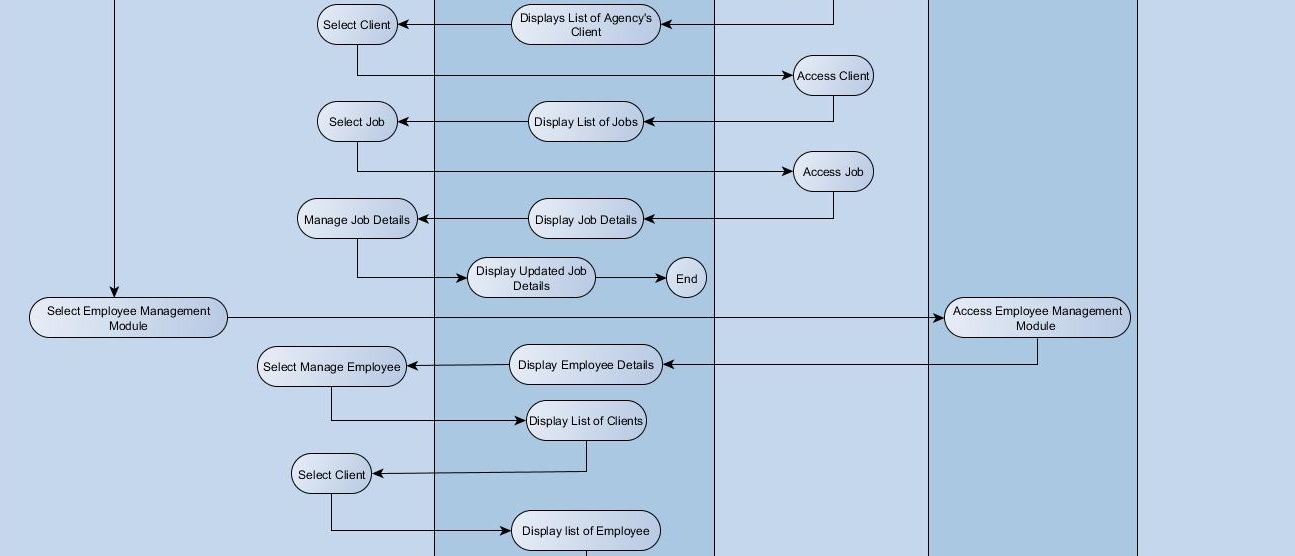 Select Client
Displays List of Agency's
Client
Access Client
Select Job
Display List of Jobs
Access Job
Manage Job Details
Display Job Details
Display Updated Job
Details
End
Select Employee Management
Module
Access Employee Management
Module
Select Manage Employee
Display Employee Details
Display List of Clients
Select Client
Display list of Employee